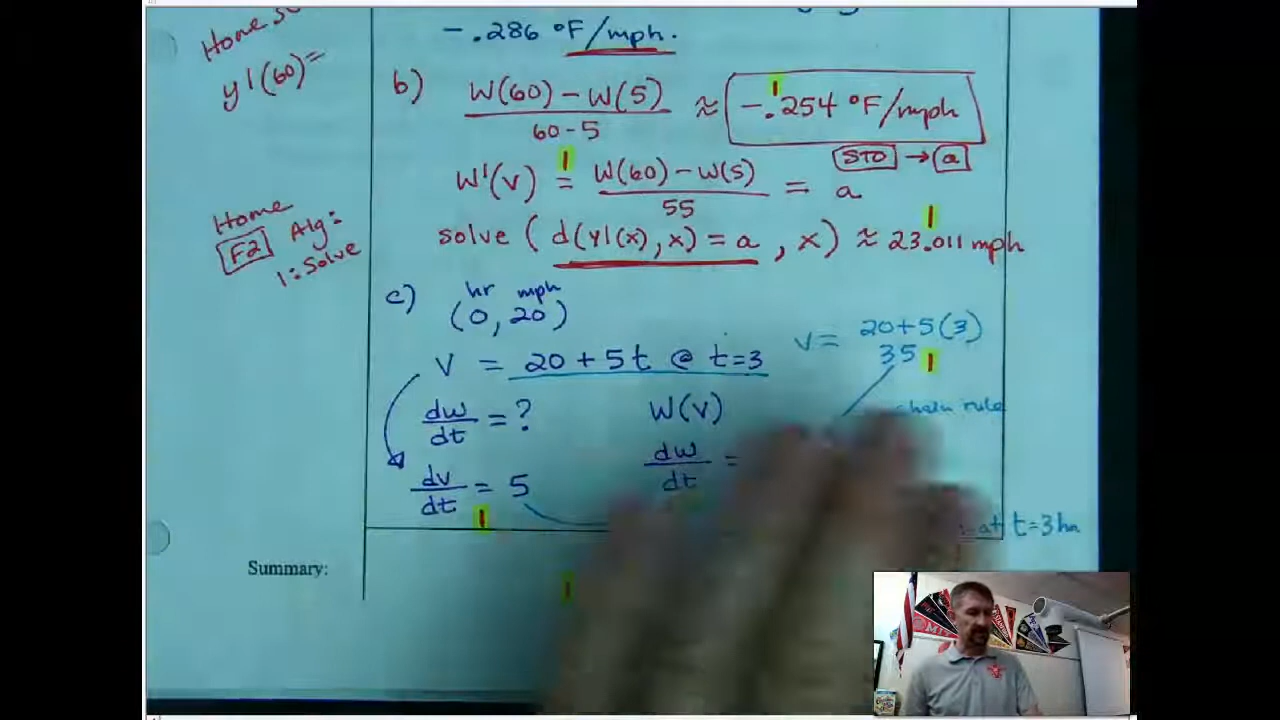 Home
y1(60)=
-.286 °F/mph.
b) W(60) - W(5)
60 - 5
≈ -.254 °F/mph
STO → a
W'(v) = W(60) - W(5)
55
= a
Home
F2 Alg:
1: Solve
solve ( d(y1(x), x) = a , x) ≈ 23.011 mph
c) hr mph
(0, 20)
v = 20 + 5t @ t=3
v = 20+5(3)
35
dw
dt
= ?
W(v)
chain rule
dv
dt
= 5
dw
dt
=
at t=3 hr
Summary:
MIT